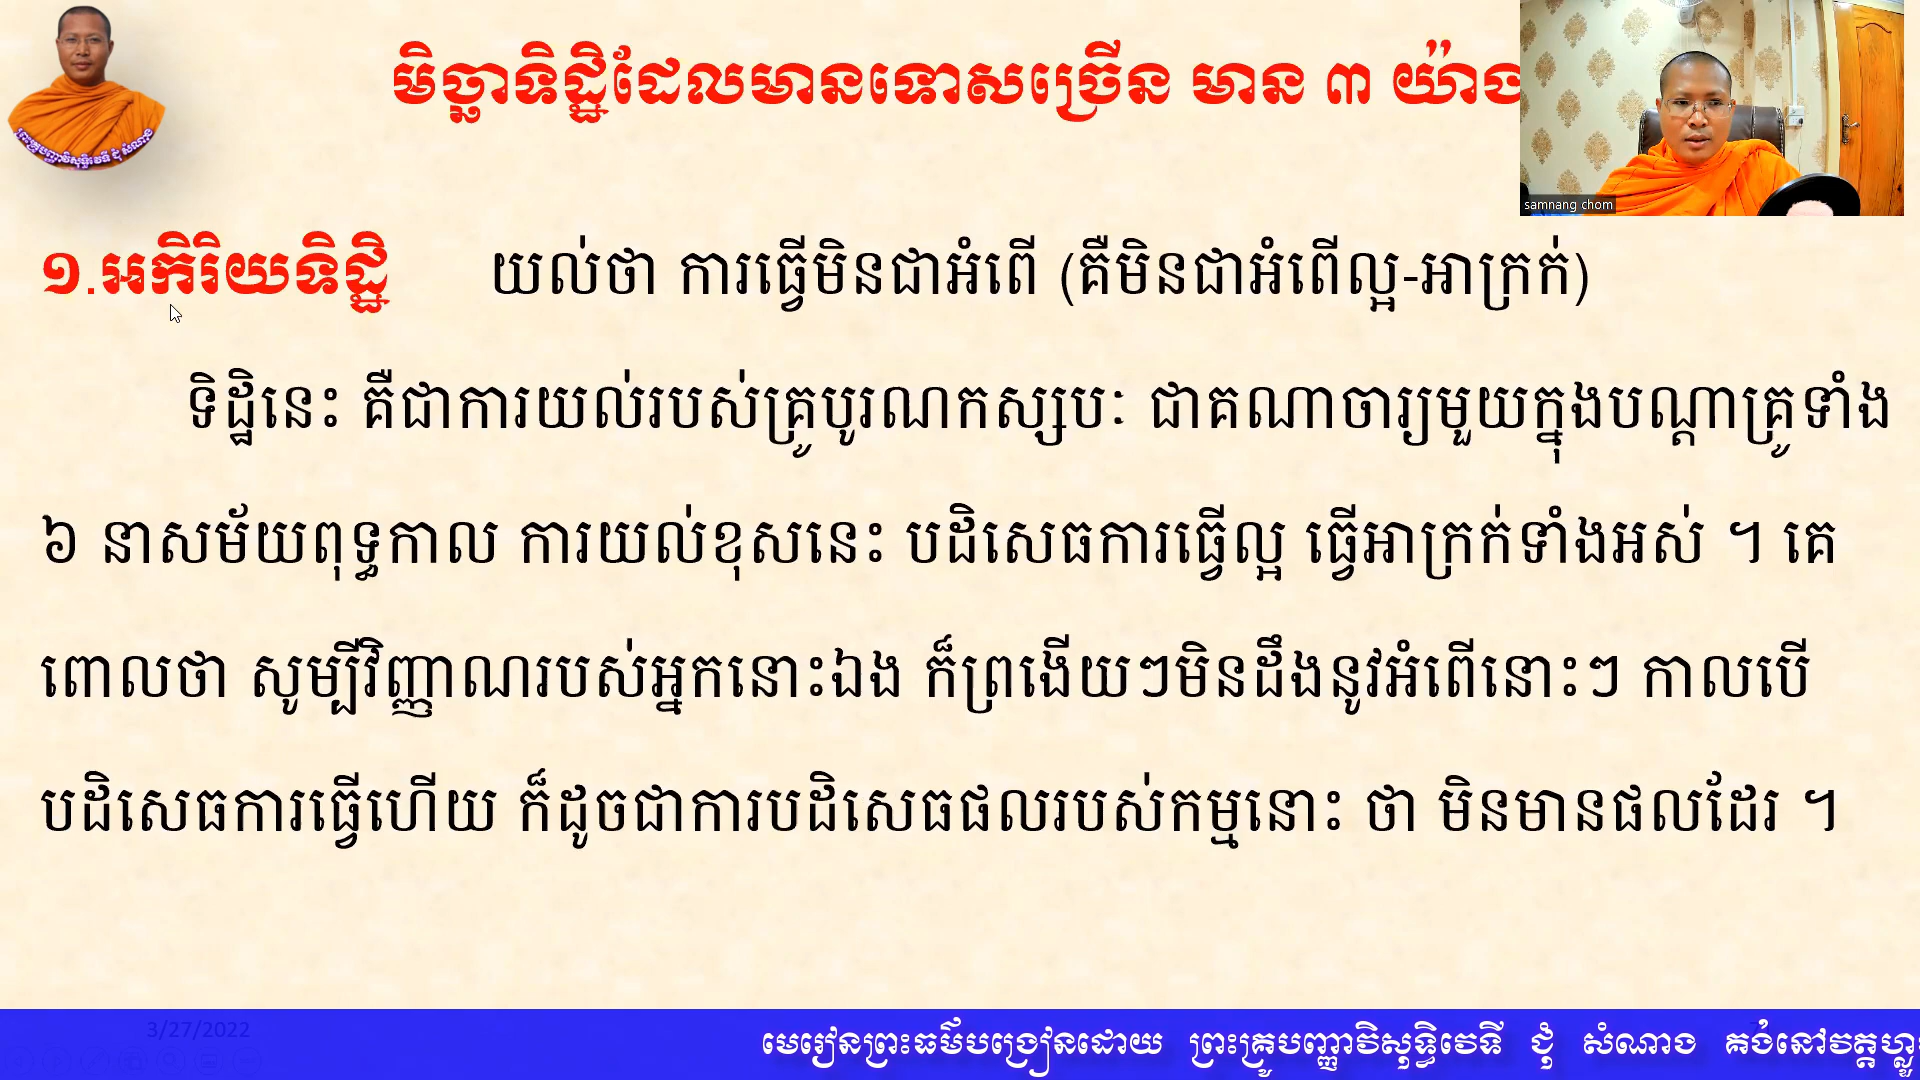 មិច្ឆាទិដ្ឋិដែលមានទោសច្រើន មាន ៣ យ៉ាង
samnang chom
១.អកិរិយទិដ្ឋិ យល់ថា ការធ្វើមិនជាអំពើ (គឺមិនជាអំពើល្អ-អាក្រក់)
ទិដ្ឋិនេះ គឺជាការយល់របស់គ្រូបូរណកស្សបៈ ជាគណាចារ្យមួយក្នុងបណ្តាគ្រូទាំង
៦ នាសម័យពុទ្ធកាល ការយល់ខុសនេះ បដិសេធការធ្វើល្អ ធ្វើអាក្រក់ទាំងអស់ ។ គេ
ពោលថា សូម្បីវិញ្ញាណរបស់អ្នកនោះឯង ក៏ព្រងើយៗមិនដឹងនូវអំពើនោះៗ កាលបើ
បដិសេធការធ្វើហើយ ក៏ដូចជាការបដិសេធផលរបស់កម្មនោះ ថា មិនមានផលដែរ ។
3/27/2022
មេរៀនព្រះធម៌បង្រៀនដោយ ព្រះគ្រូបញ្ញាវិសុទ្ធិវេទី ជុំ សំណាង គង់នៅវត្ត